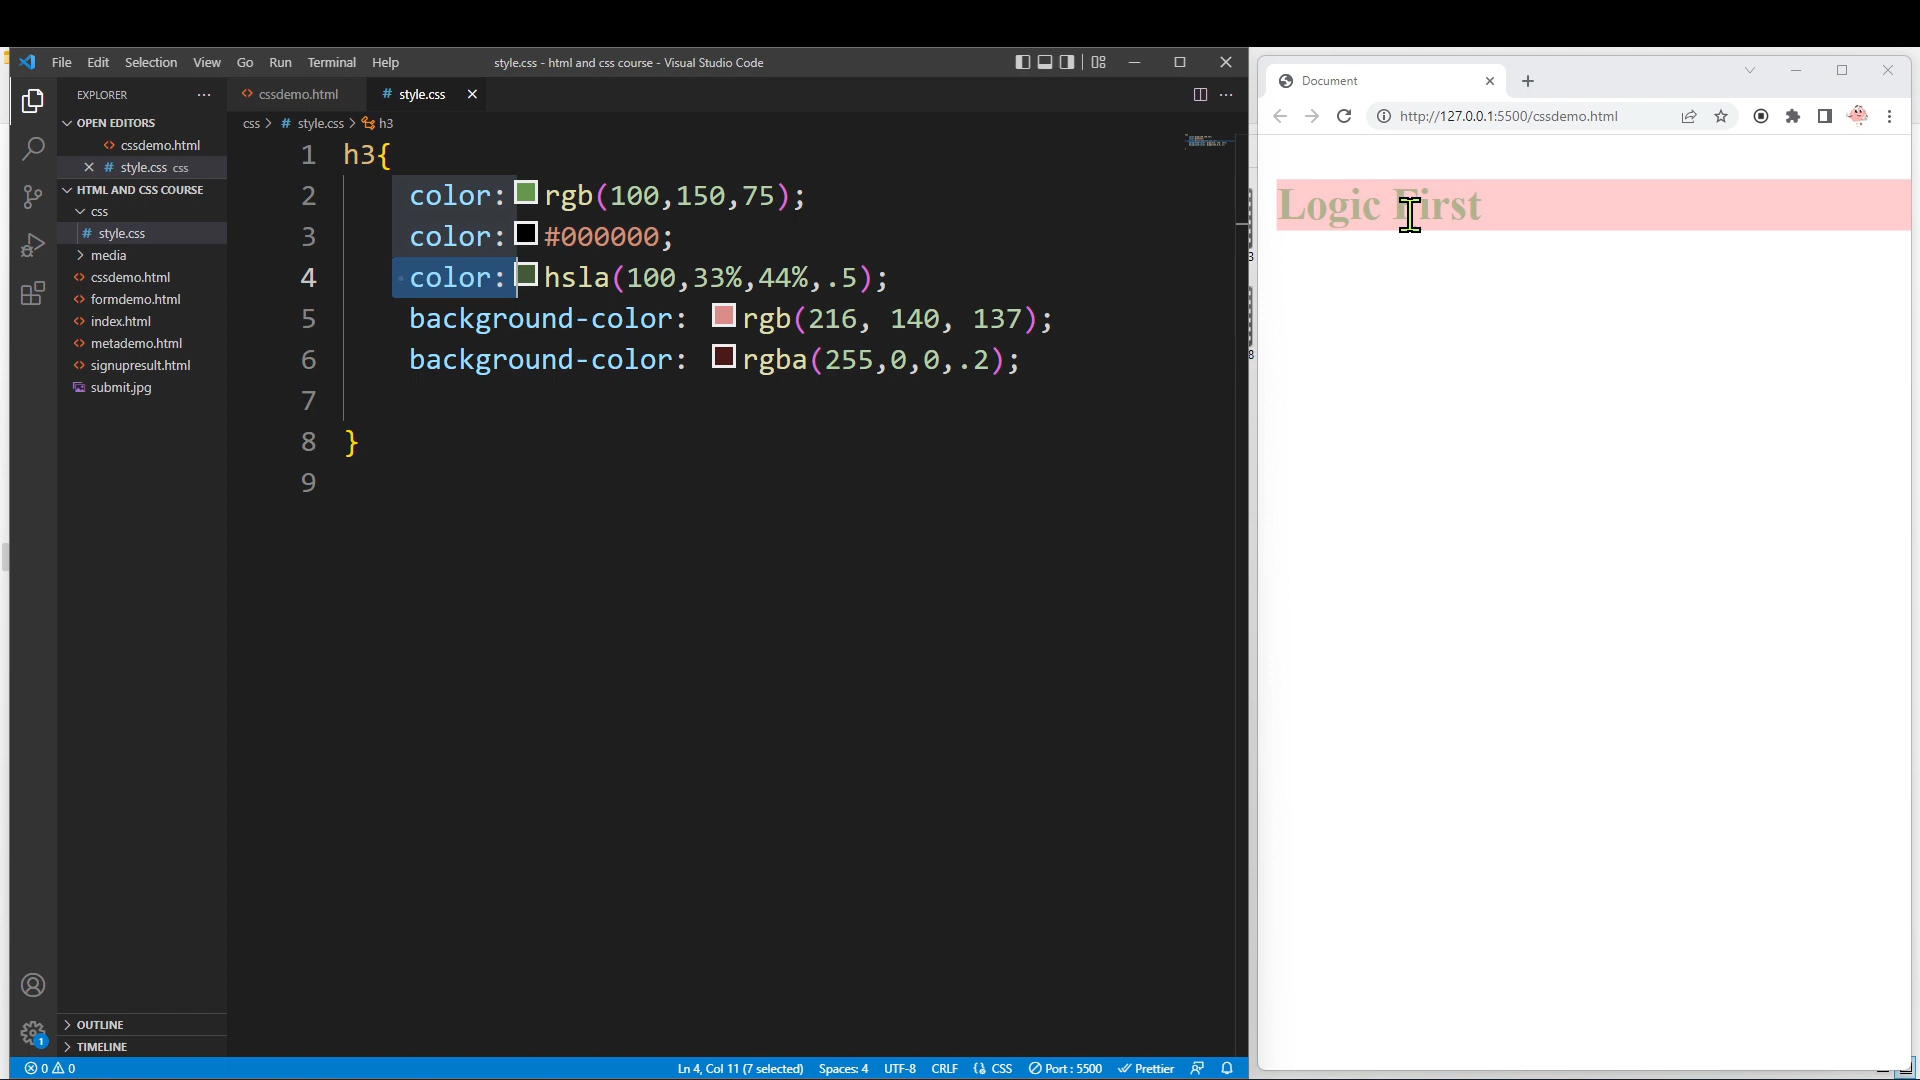 File Edit Selection View Go Run Terminal Help
style.css - html and css course - Visual Studio Code
EXPLORER
OPEN EDITORS
cssdemo.html
style.css css
HTML AND CSS COURSE
css
style.css
media
cssdemo.html
formdemo.html
index.html
metademo.html
signupresult.html
submit.jpg
OUTLINE
TIMELINE
1
cssdemo.html
style.css
css > # style.css > h3
1 h3{
2 color:rgb(100,150,75);
3 color:#000000;
4 color:hsla(100,33%,44%,.5);
5 background-color: rgb(216, 140, 137);
6 background-color: rgba(255,0,0,.2);
7
8 }
9
0 0
Ln 4, Col 11 (7 selected) Spaces: 4 UTF-8 CRLF CSS Port : 5500 Prettier
3
8
Document
http://127.0.0.1:5500/cssdemo.html
Logic First